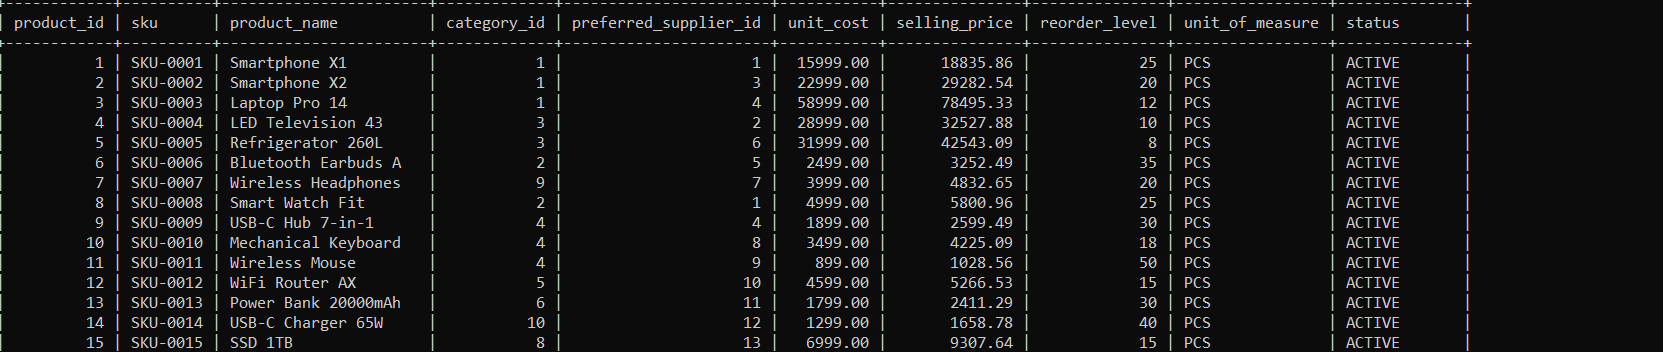 | product_id | sku | product_name | category_id | preferred_supplier_id | unit_cost | selling_price | reorder_level | unit_of_measure | status |
| 1 | SKU-0001 | Smartphone X1 | 1 | 1 | 15999.00 | 18835.86 | 25 | PCS | ACTIVE |
| 2 | SKU-0002 | Smartphone X2 | 1 | 3 | 22999.00 | 29282.54 | 20 | PCS | ACTIVE |
| 3 | SKU-0003 | Laptop Pro 14 | 1 | 4 | 58999.00 | 78495.33 | 12 | PCS | ACTIVE |
| 4 | SKU-0004 | LED Television 43 | 3 | 2 | 28999.00 | 32527.88 | 10 | PCS | ACTIVE |
| 5 | SKU-0005 | Refrigerator 260L | 3 | 6 | 31999.00 | 42543.09 | 8 | PCS | ACTIVE |
| 6 | SKU-0006 | Bluetooth Earbuds A | 2 | 5 | 2499.00 | 3252.49 | 35 | PCS | ACTIVE |
| 7 | SKU-0007 | Wireless Headphones | 9 | 7 | 3999.00 | 4832.65 | 20 | PCS | ACTIVE |
| 8 | SKU-0008 | Smart Watch Fit | 2 | 1 | 4999.00 | 5800.96 | 25 | PCS | ACTIVE |
| 9 | SKU-0009 | USB-C Hub 7-in-1 | 4 | 4 | 1899.00 | 2599.49 | 30 | PCS | ACTIVE |
| 10 | SKU-0010 | Mechanical Keyboard | 4 | 8 | 3499.00 | 4225.09 | 18 | PCS | ACTIVE |
| 11 | SKU-0011 | Wireless Mouse | 4 | 9 | 899.00 | 1028.56 | 50 | PCS | ACTIVE |
| 12 | SKU-0012 | WiFi Router AX | 5 | 10 | 4599.00 | 5266.53 | 15 | PCS | ACTIVE |
| 13 | SKU-0013 | Power Bank 20000mAh | 6 | 11 | 1799.00 | 2411.29 | 30 | PCS | ACTIVE |
| 14 | SKU-0014 | USB-C Charger 65W | 10 | 12 | 1299.00 | 1658.78 | 40 | PCS | ACTIVE |
| 15 | SKU-0015 | SSD 1TB | 8 | 13 | 6999.00 | 9307.64 | 15 | PCS | ACTIVE |